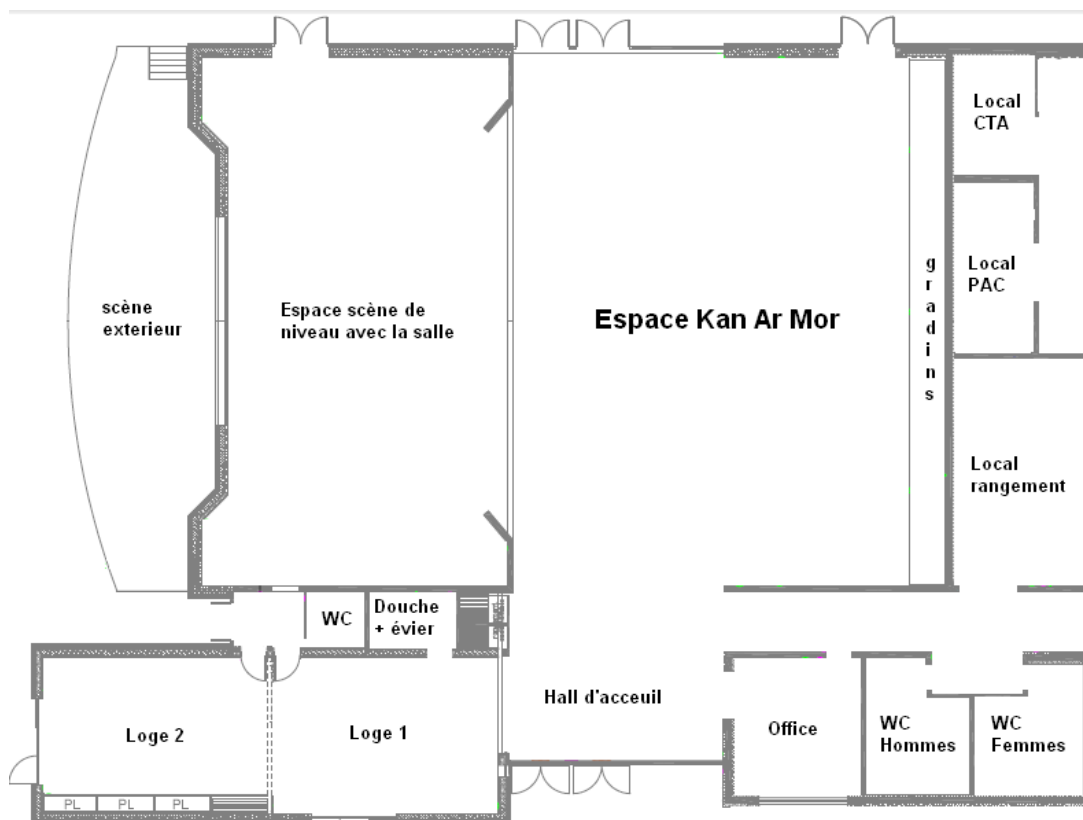 Local
CTA
Local
PAC
scène
exterieur
Espace scène de
niveau avec la salle
Espace Kan Ar Mor
gradins
Local
rangement
WC
Douche
+ évier
Hall d'acceuil
Loge 2
Loge 1
Office
WC
Hommes
WC
Femmes
PL
PL
PL